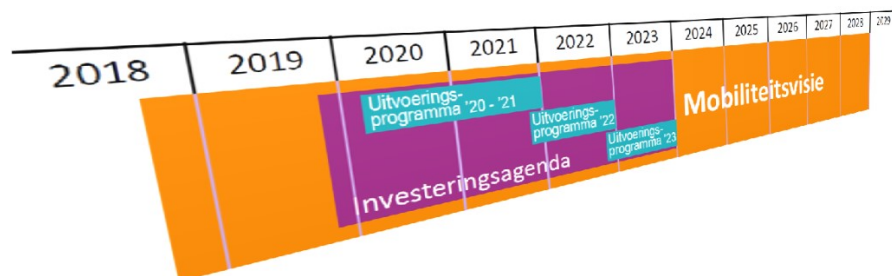 2018 2019 2020 2021 2022 2023 2024 2025 2026 2027 2028 2029
Uitvoerings-
programma '20 - '21
Uitvoerings-
programma '22
Uitvoerings-
programma '23
Investeringsagenda
Mobiliteitsvisie